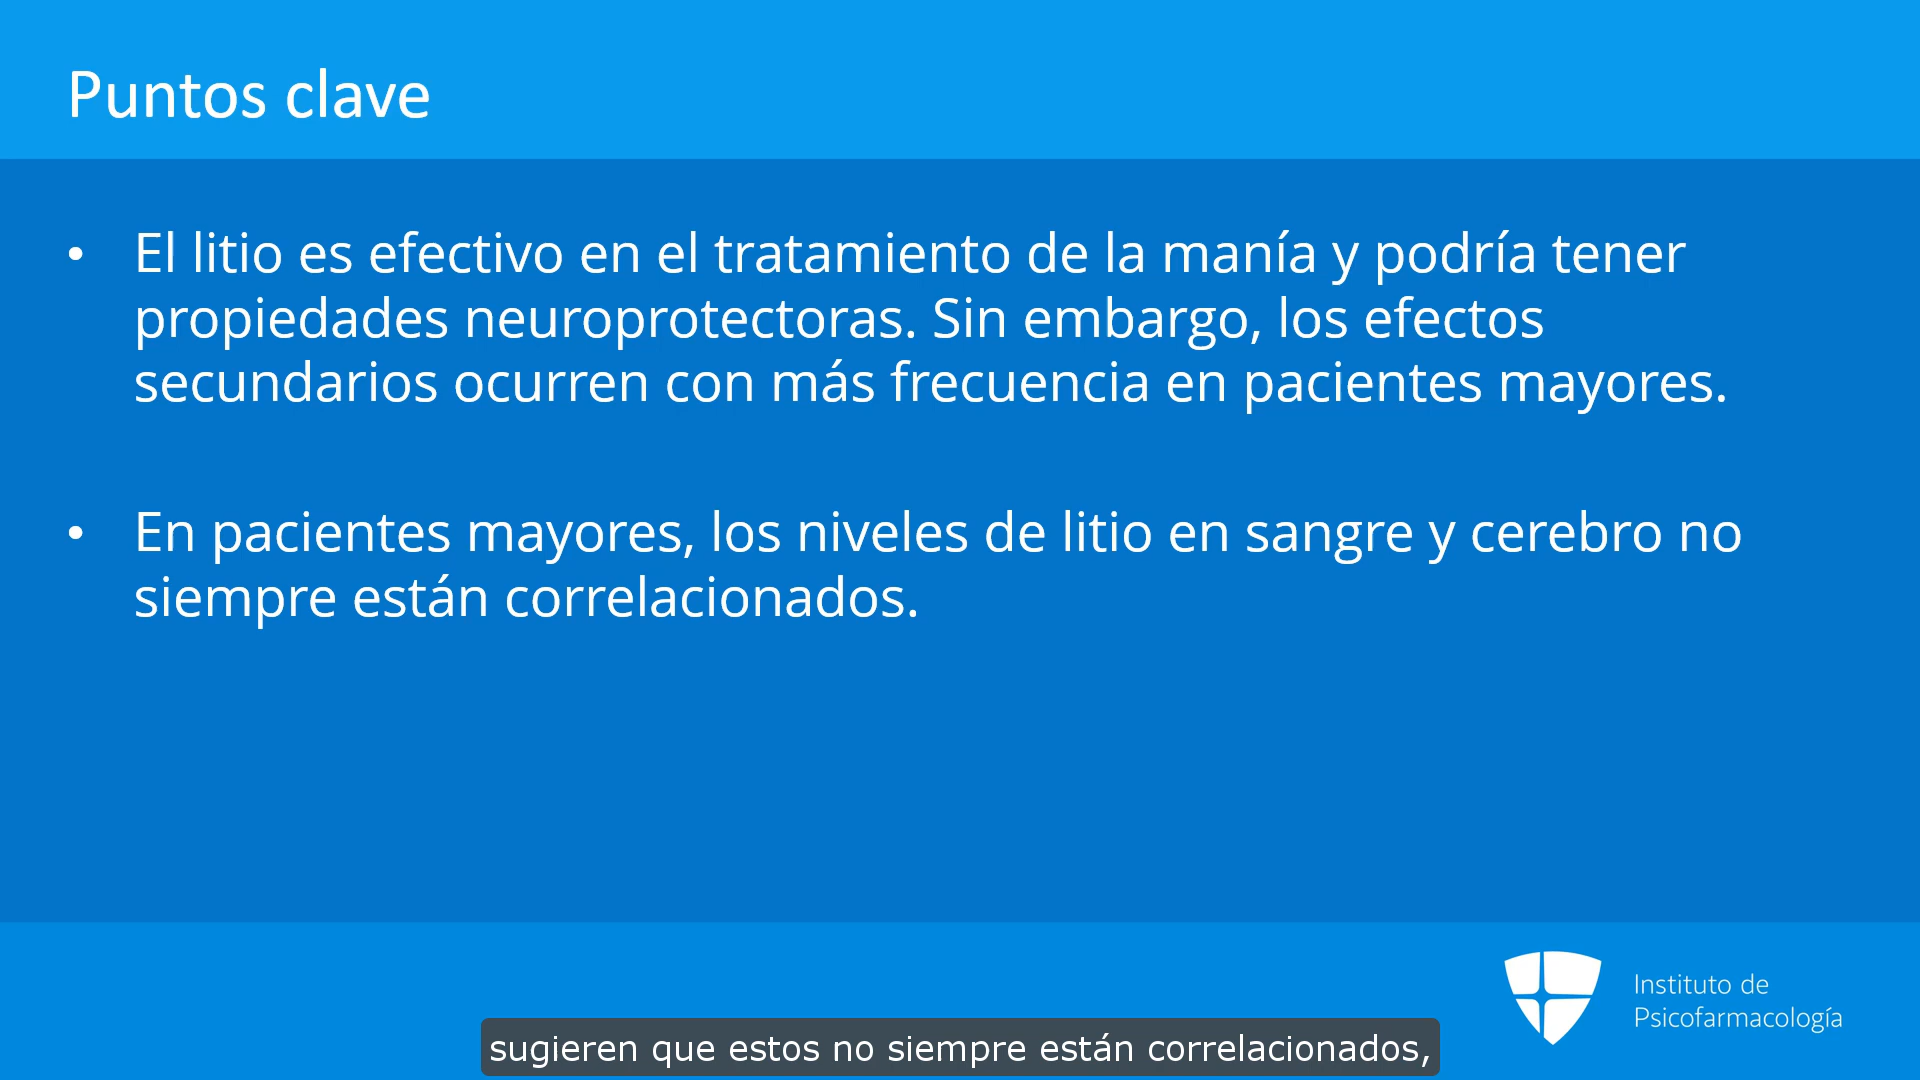 Puntos clave
• El litio es efectivo en el tratamiento de la manía y podría tener
propiedades neuroprotectoras. Sin embargo, los efectos
secundarios ocurren con más frecuencia en pacientes mayores.
• En pacientes mayores, los niveles de litio en sangre y cerebro no
siempre están correlacionados.
Instituto de
Psicofarmacología
sugieren que estos no siempre están correlacionados,